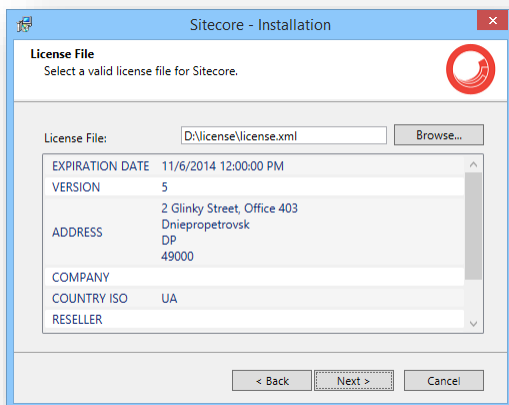 Sitecore - Installation
License File
Select a valid license file for Sitecore.
License File: D:\license\license.xml Browse...
EXPIRATION DATE 11/6/2014 12:00:00 PM
VERSION 5
ADDRESS 2 Glinky Street, Office 403
Dniepropetrovsk
DP
49000
COMPANY
COUNTRY ISO UA
RESELLER
< Back Next > Cancel